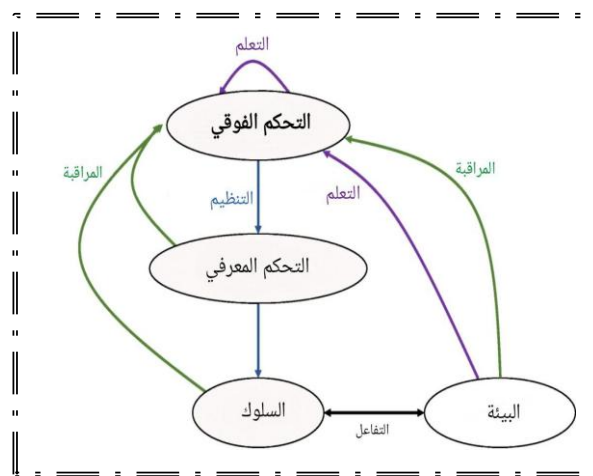 التعلم
التحكم الفوقي
المراقبة
المراقبة
التنظيم
التعلم
التحكم المعرفي
السلوك
البيئة
التفاعل